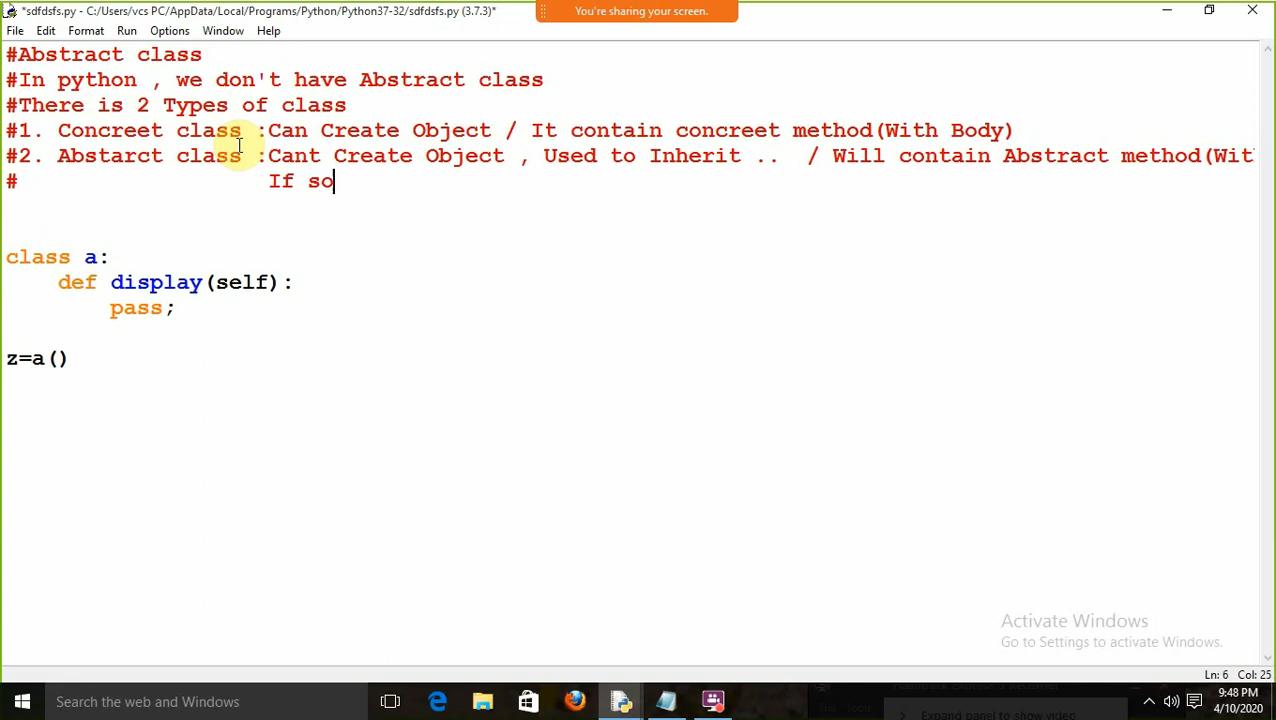 *sdfdsfs.py - C:/Users/vcs PC/AppData/Local/Programs/Python/Python37-32/sdfdsfs.py (3.7.3)*
You're sharing your screen.
File Edit Format Run Options Window Help
#Abstract class
#In python , we don't have Abstract class
#There is 2 Types of class
#1. Concreet class :Can Create Object / It contain concreet method(With Body)
#2. Abstarct class :Cant Create Object , Used to Inherit .. / Will contain Abstract method(Wit
# If so
class a:
def display(self):
pass;
z=a()
Activate Windows
Go to Settings to activate Windows.
Ln: 6 Col: 25
Search the web and Windows
Expand panel to show video
9:48 PM
4/10/2020